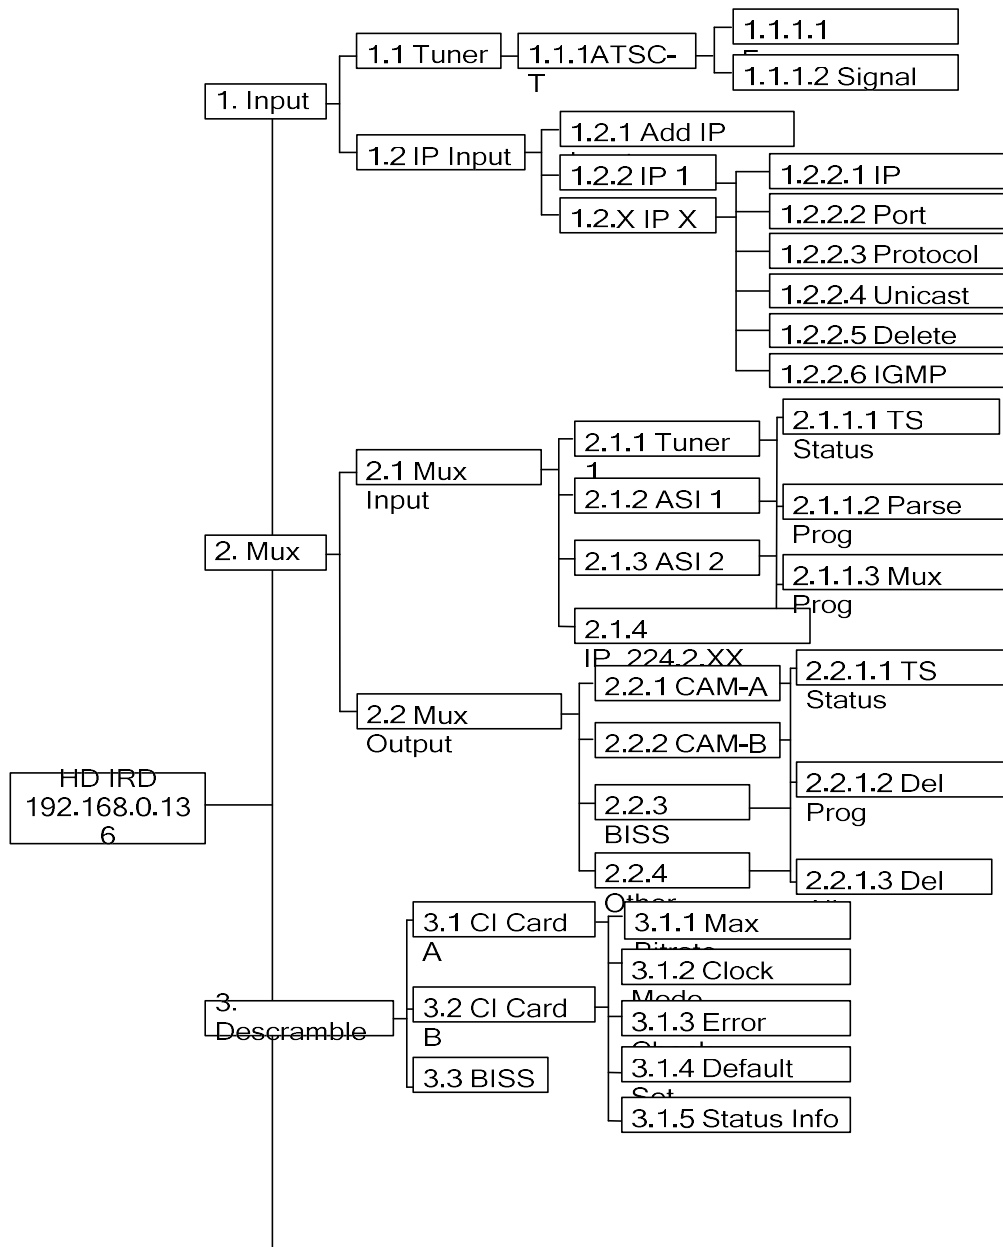 HD IRD
192.168.0.13
6
1. Input
1.1 Tuner
1.1.1ATSC-
T
1.1.1.1
1.1.1.2 Signal
1.2 IP Input
1.2.1 Add IP
1.2.2 IP 1
1.2.X IP X
1.2.2.1 IP
1.2.2.2 Port
1.2.2.3 Protocol
1.2.2.4 Unicast
1.2.2.5 Delete
1.2.2.6 IGMP
2. Mux
2.1 Mux
Input
2.1.1 Tuner
1
2.1.2 ASI 1
2.1.3 ASI 2
2.1.4
IP_224.2.XX
2.1.1.1 TS
Status
2.1.1.2 Parse
Prog
2.1.1.3 Mux
Prog
2.2 Mux
Output
2.2.1 CAM-A
2.2.2 CAM-B
2.2.3
BISS
2.2.4
Other
2.2.1.1 TS
Status
2.2.1.2 Del
Prog
2.2.1.3 Del
3.
Descramble
3.1 CI Card
A
3.2 CI Card
B
3.3 BISS
3.1.1 Max
Bitrate
3.1.2 Clock
Mode
3.1.3 Error
3.1.4 Default
Set
3.1.5 Status Info